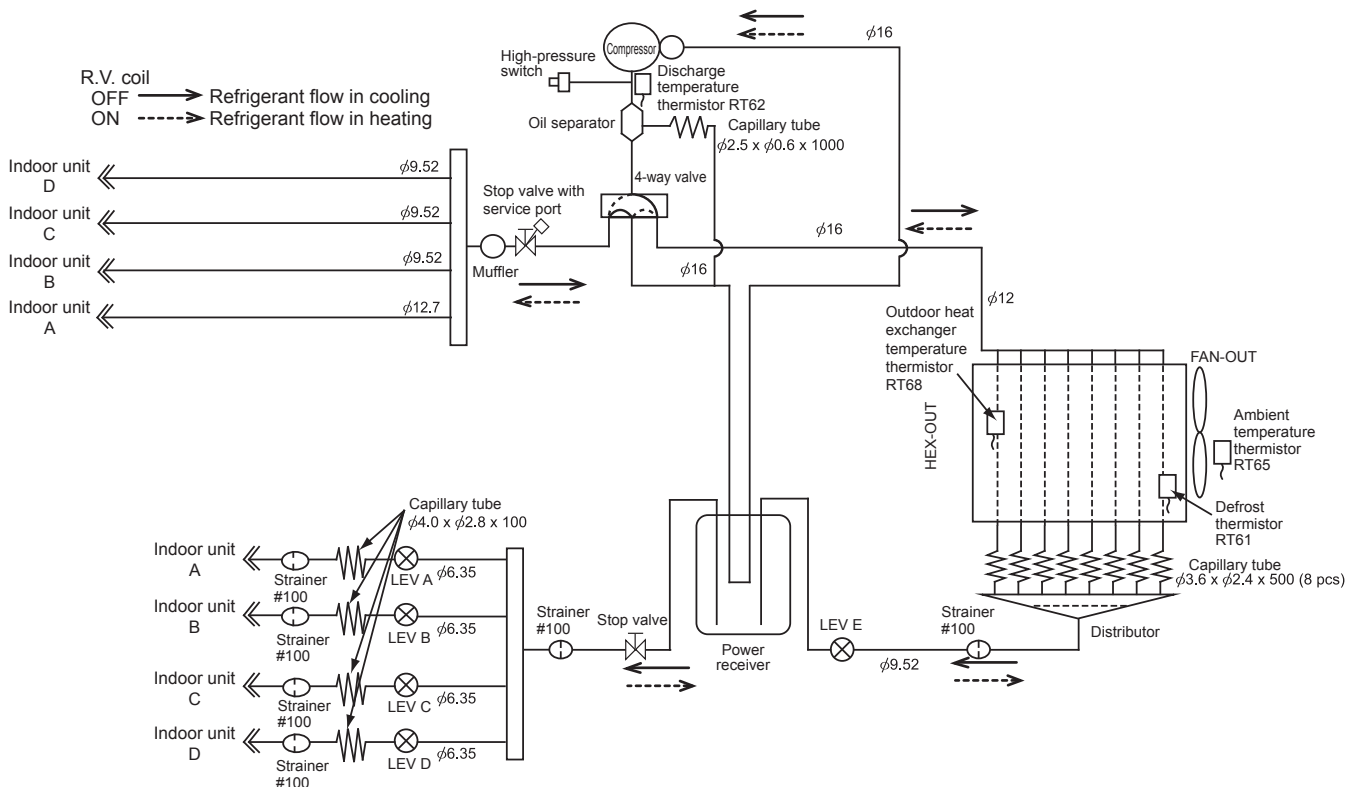 Compressor
ϕ16
High-pressure
switch
Discharge
temperature
thermistor RT62
R.V. coil
OFF Refrigerant flow in cooling
ON Refrigerant flow in heating
Oil separator
Capillary tube
ϕ2.5 x ϕ0.6 x 1000
4-way valve
Indoor unit
D
ϕ9.52
Indoor unit
C
ϕ9.52
Indoor unit
B
ϕ9.52
Indoor unit
A
ϕ12.7
Stop valve with
service port
Muffler
ϕ16
ϕ16
ϕ12
Outdoor heat
exchanger
temperature
thermistor
RT68
HEX-OUT
FAN-OUT
Ambient
temperature
thermistor
RT65
Defrost
thermistor
RT61
Capillary tube
ϕ3.6 x ϕ2.4 x 500 (8 pcs)
Distributor
Strainer
#100
ϕ9.52
LEV E
Power
receiver
Stop valve
Strainer
#100
Capillary tube
ϕ4.0 x ϕ2.8 x 100
Indoor unit
A
Strainer
#100
LEV A
ϕ6.35
Indoor unit
B
Strainer
#100
LEV B
ϕ6.35
Indoor unit
C
Strainer
#100
LEV C
ϕ6.35
Indoor unit
D
Strainer
#100
LEV D
ϕ6.35